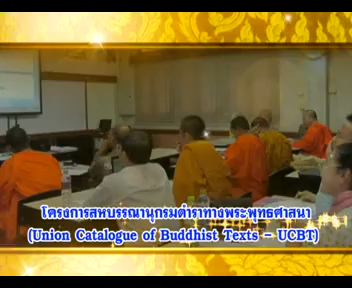 โครงการสหบรรณานุกรมตำราทางพระพุทธศาสนา
(Union Catalogue of Buddhist Texts - UCBT)